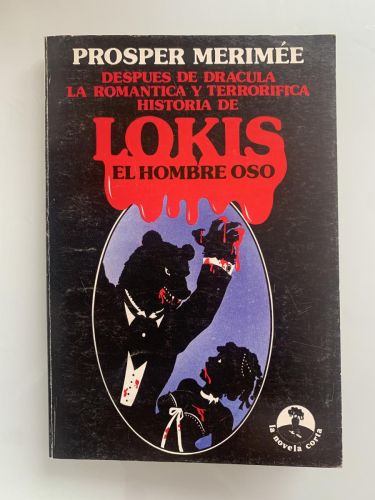 PROSPER MERIMÉE
DESPUES DE DRACULA
LA ROMANTICA Y TERRORIFICA
HISTORIA DE
LOKIS
EL HOMBRE OSO
la novela corta